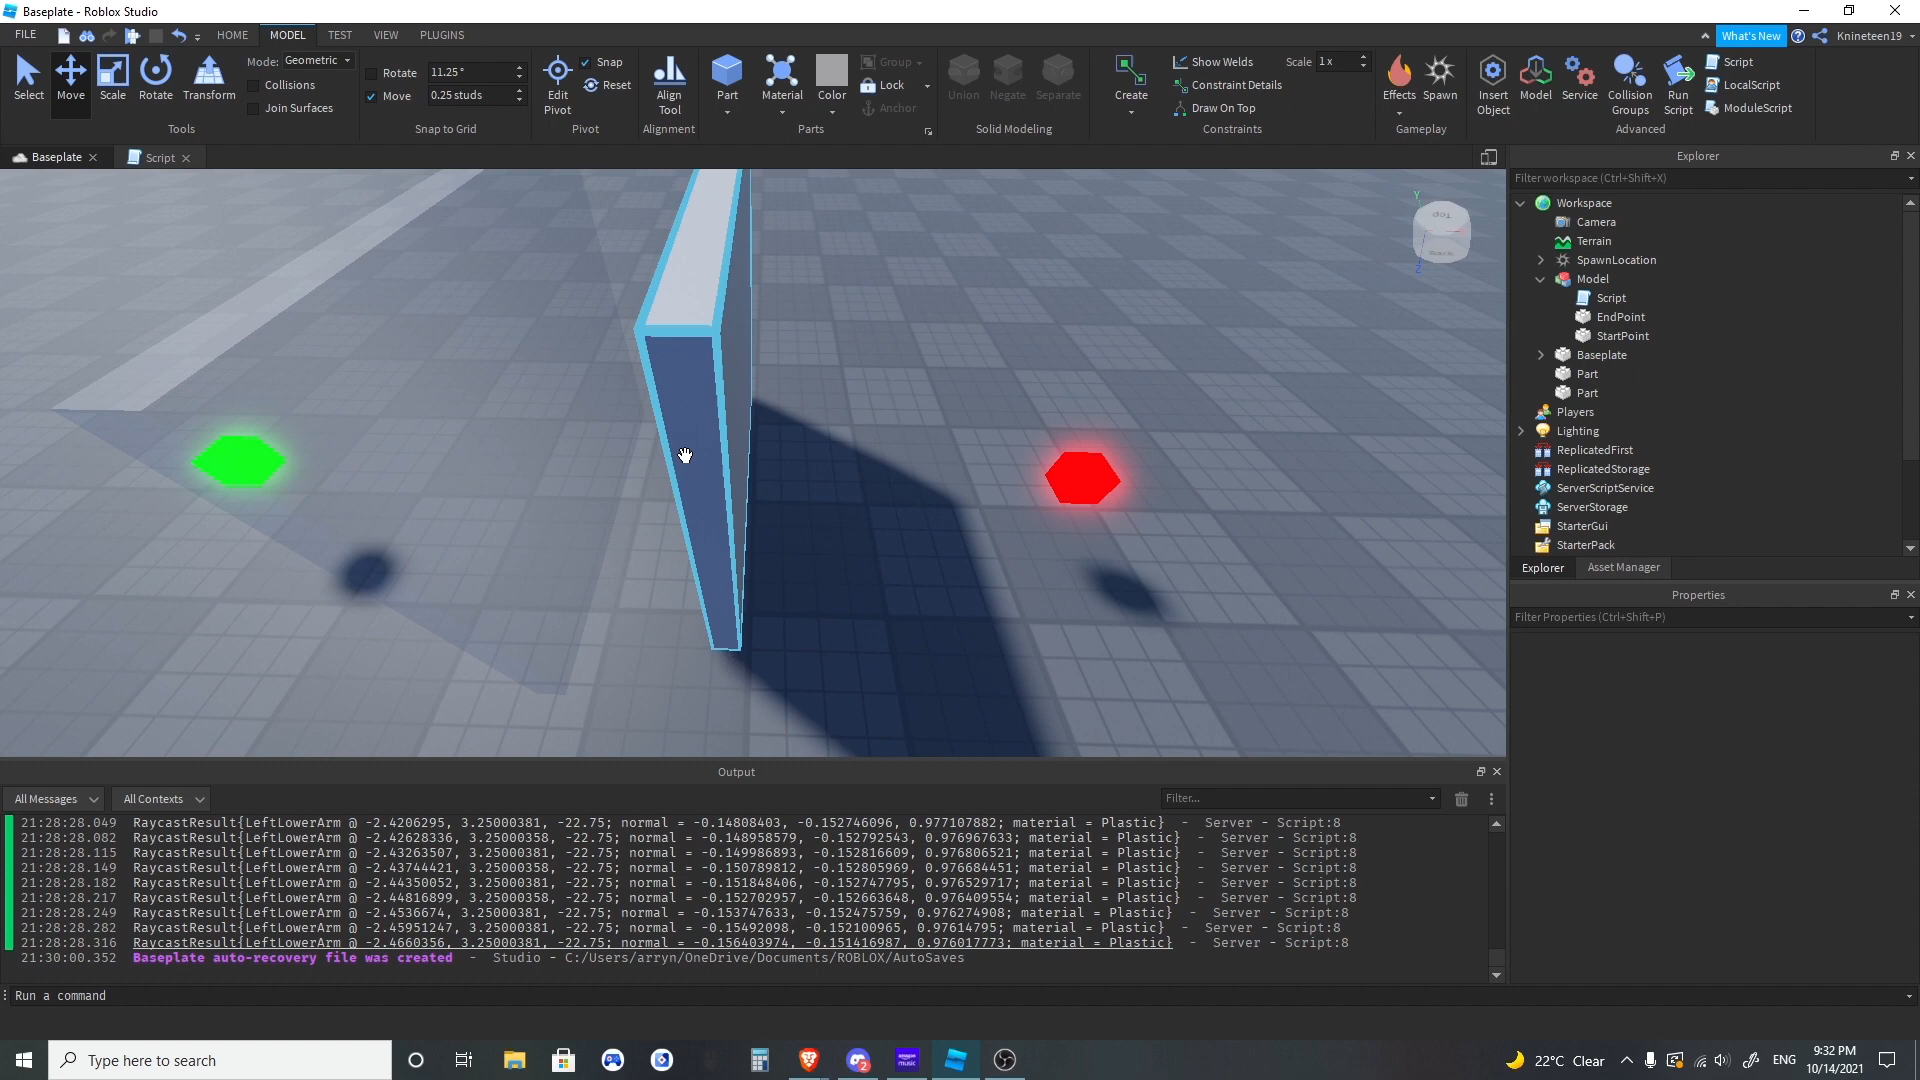 Baseplate - Roblox Studio
FILE HOME MODEL TEST VIEW PLUGINS What's New Knineteen19
Select Move Scale Rotate Transform
Mode: Geometric
Collisions
Join Surfaces
Tools
Rotate 11.25°
Move 0.25 studs
Snap to Grid
Edit Pivot
Snap
Reset
Pivot
Align Tool
Alignment
Part Material Color
Group
Lock
Anchor
Parts
Union Negate Separate
Solid Modeling
Create
Show Welds
Constraint Details
Draw On Top
Scale 1 x
Constraints
Effects Spawn
Gameplay
Insert Object Model Service Collision Groups Run Script
Script
LocalScript
ModuleScript
Advanced
Baseplate Script
Top
Y
Z
Explorer
Filter workspace (Ctrl+Shift+X)
Workspace
Camera
Terrain
SpawnLocation
Model
Script
EndPoint
StartPoint
Baseplate
Part
Part
Players
Lighting
ReplicatedFirst
ReplicatedStorage
ServerScriptService
ServerStorage
StarterGui
StarterPack
Explorer Asset Manager
Properties
Filter Properties (Ctrl+Shift+P)
Output
All Messages All Contexts Filter...
21:28:28.049 RaycastResult{LeftLowerArm @ -2.4206295, 3.25000381, -22.75; normal = -0.14808403, -0.152746096, 0.977107882; material = Plastic} - Server - Script:8
21:28:28.082 RaycastResult{LeftLowerArm @ -2.42628336, 3.25000358, -22.75; normal = -0.148958579, -0.152792543, 0.976967633; material = Plastic} - Server - Script:8
21:28:28.115 RaycastResult{LeftLowerArm @ -2.43263507, 3.25000381, -22.75; normal = -0.149986893, -0.152816609, 0.976806521; material = Plastic} - Server - Script:8
21:28:28.149 RaycastResult{LeftLowerArm @ -2.43744421, 3.25000358, -22.75; normal = -0.150789812, -0.152805969, 0.976684451; material = Plastic} - Server - Script:8
21:28:28.182 RaycastResult{LeftLowerArm @ -2.44350052, 3.25000381, -22.75; normal = -0.151848406, -0.152747795, 0.976529717; material = Plastic} - Server - Script:8
21:28:28.217 RaycastResult{LeftLowerArm @ -2.44816899, 3.25000358, -22.75; normal = -0.152702957, -0.152663648, 0.976409554; material = Plastic} - Server - Script:8
21:28:28.249 RaycastResult{LeftLowerArm @ -2.4536674, 3.25000381, -22.75; normal = -0.153747633, -0.152475759, 0.976274908; material = Plastic} - Server - Script:8
21:28:28.282 RaycastResult{LeftLowerArm @ -2.45951247, 3.25000381, -22.75; normal = -0.15492098, -0.152100965, 0.97614795; material = Plastic} - Server - Script:8
21:28:28.316 RaycastResult{LeftLowerArm @ -2.4660356, 3.25000381, -22.75; normal = -0.156403974, -0.151416987, 0.976017773; material = Plastic} - Server - Script:8
21:30:00.352 Baseplate auto-recovery file was created - Studio - C:/Users/arryn/OneDrive/Documents/ROBLOX/AutoSaves
Run a command
Type here to search
2
amazon music
22°C Clear
ENG
9:32 PM
10/14/2021